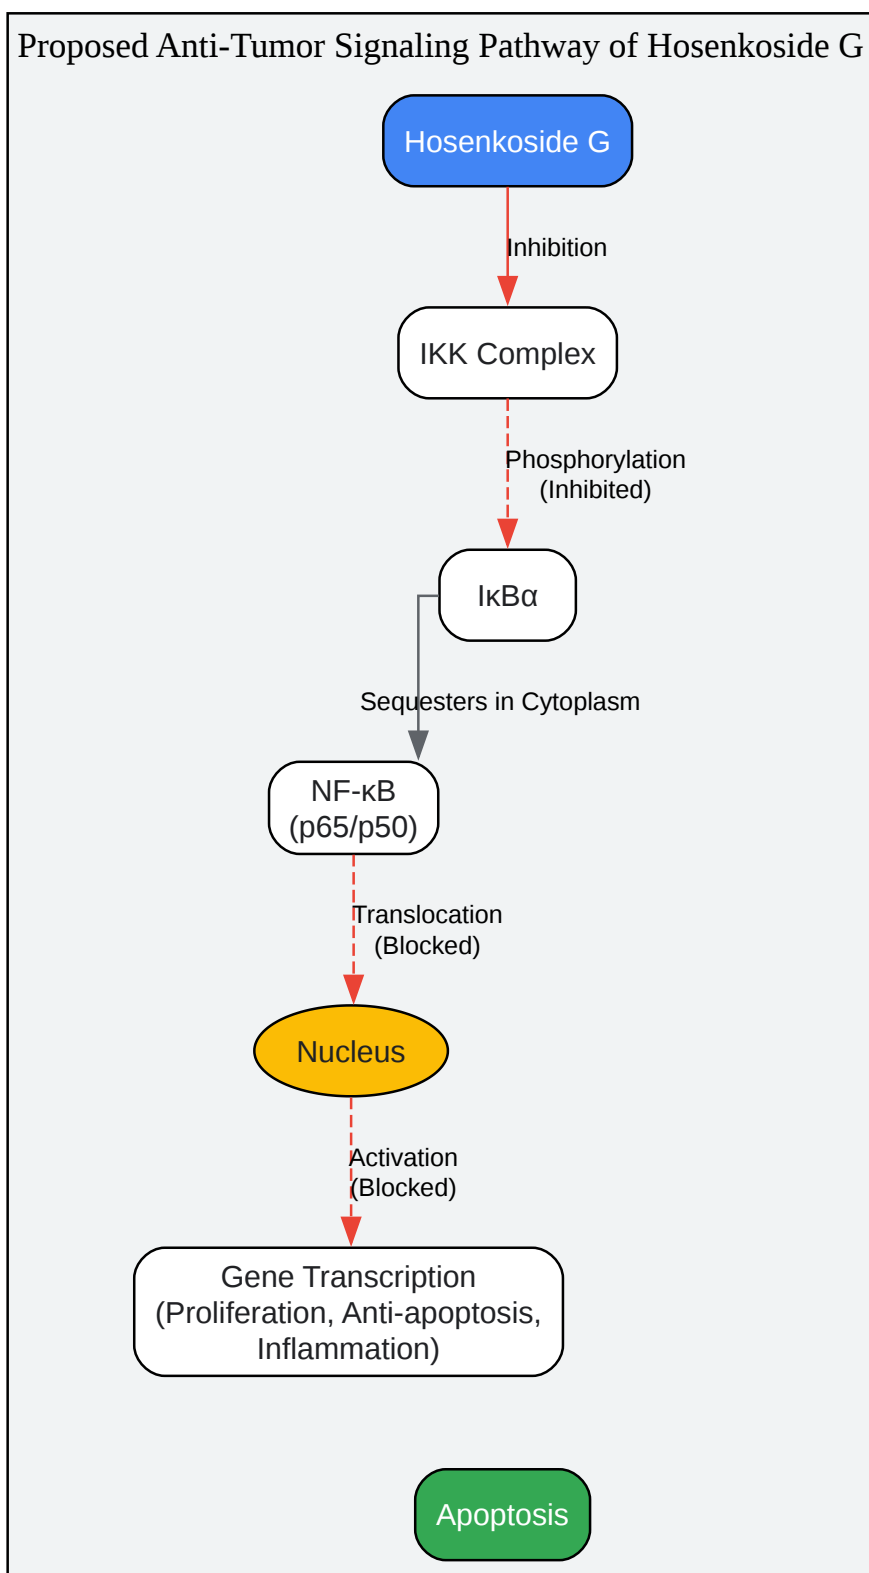 Proposed Anti-Tumor Signaling Pathway of Hosenkoside G
Hosenkoside G
Inhibition
IKK Complex
Phosphorylation
(Inhibited)
IκBα
Sequesters in Cytoplasm
NF-κB
(p65/p50)
Translocation
(Blocked)
Nucleus
Activation
(Blocked)
Gene Transcription
(Proliferation, Anti-apoptosis,
Inflammation)
Apoptosis